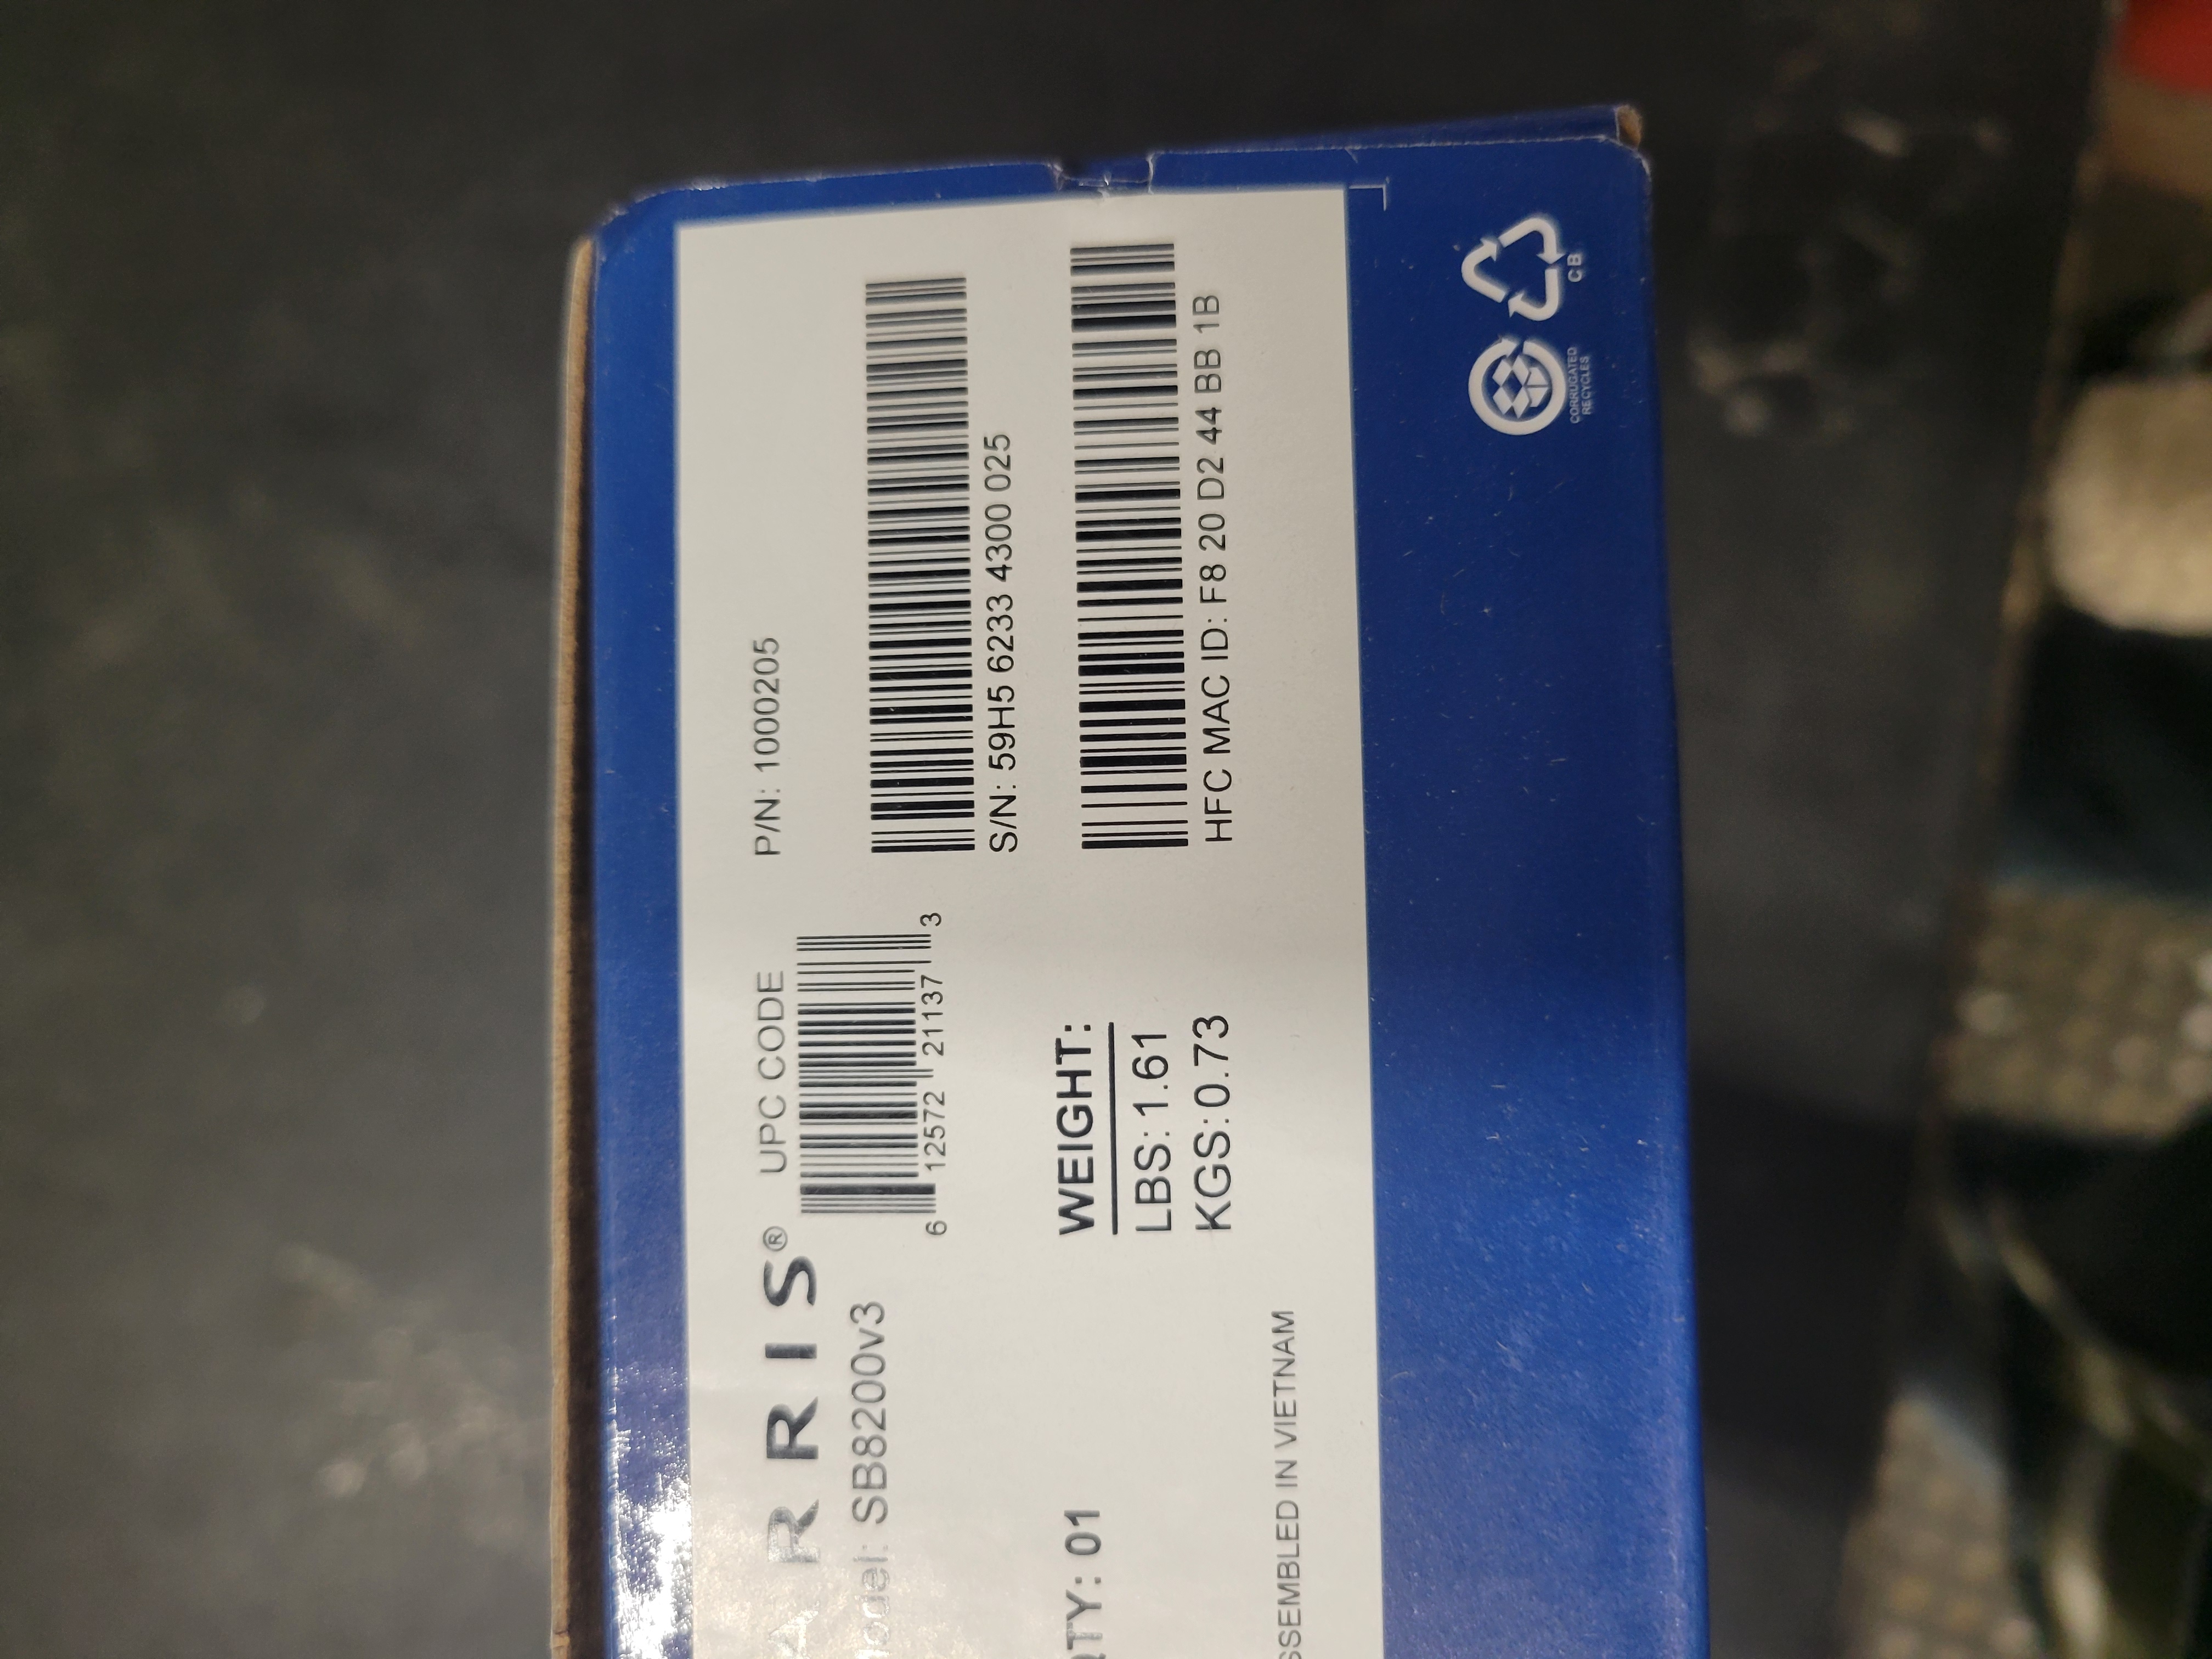 ARRIS®
Model: SB8200v3
UPC CODE
6 12572 21137 3
P/N: 1000205
S/N: 59H5 6233 4300 025
QTY: 01
WEIGHT:
LBS: 1.61
KGS: 0.73
HFC MAC ID: F8 20 D2 44 BB 1B
SSEMBLED IN VIETNAM
CORRUGATED
RECYCLES
CB